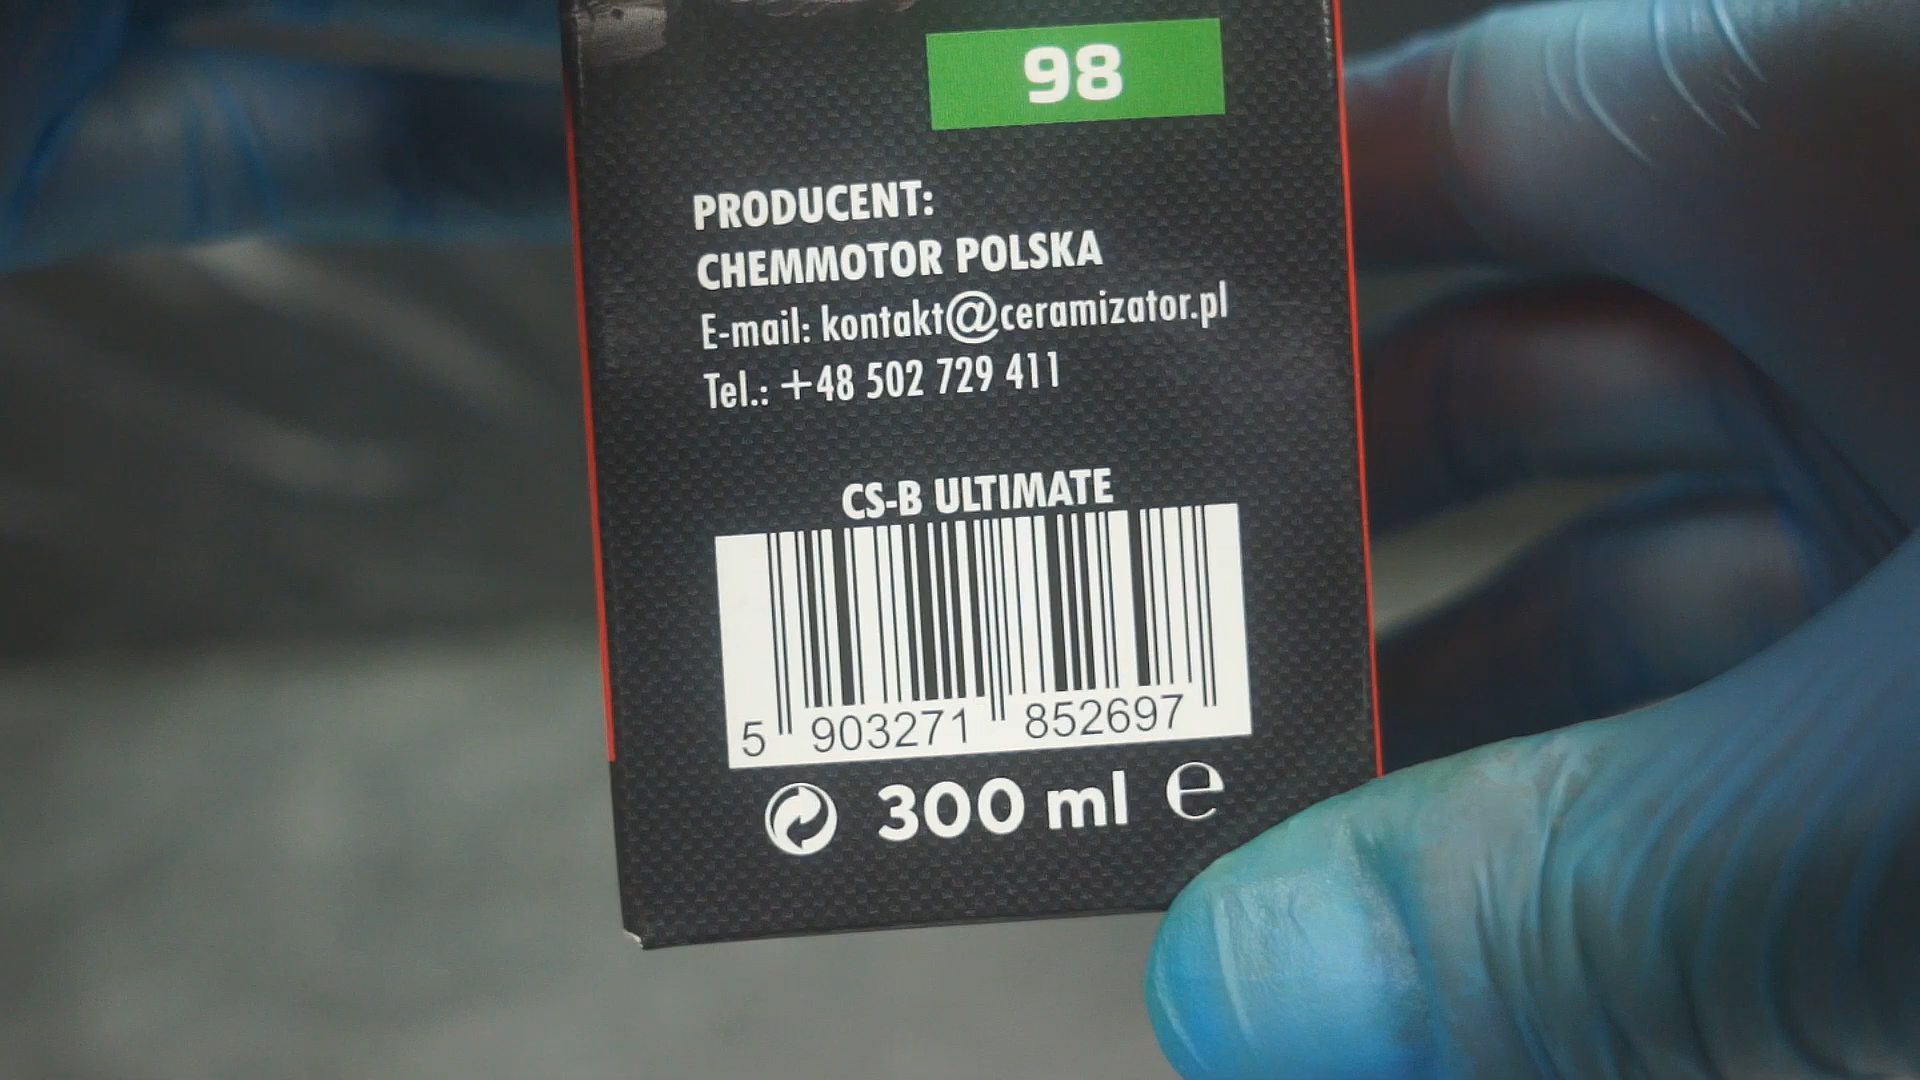 98
PRODUCENT:
CHEMMOTOR POLSKA
E-mail: kontakt@ceramizator.pl
Tel.: +48 502 729 411
CS-B ULTIMATE
5 903271 852697
300 ml e